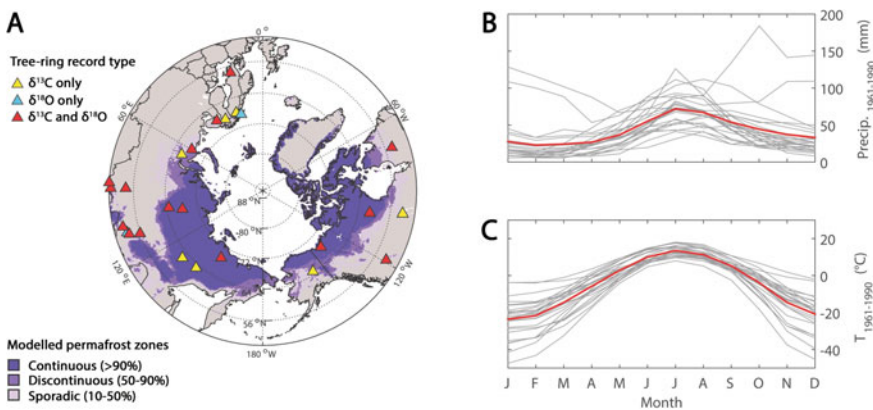 A
Tree-ring record type
δ¹³C only
δ¹⁸O only
δ¹³C and δ¹⁸O
0°
60°E
60°W
120°E
120°W
88°N
80°N
72°N
64°N
56°N
180°W
Modelled permafrost zones
Continuous (>90%)
Discontinuous (50-90%)
Sporadic (10-50%)
B
200
150
100
50
0
Precip. 1961-1990 (mm)
C
20
0
-20
-40
T 1961-1990 (°C)
J F M A M J J A S O N D
Month